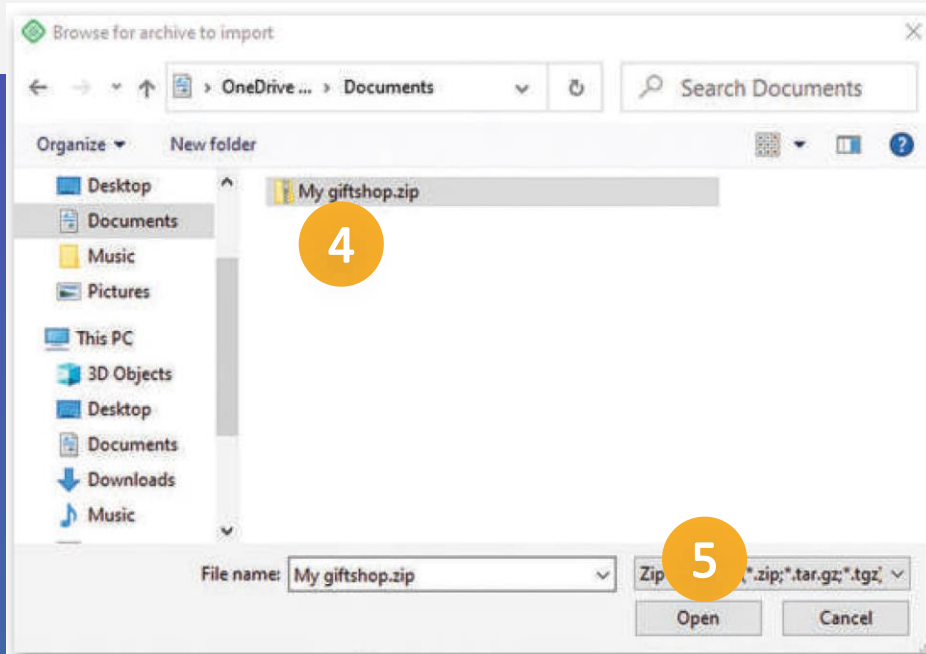 Browse for archive to import
OneDrive ... > Documents
Search Documents
Organize
New folder
Desktop
Documents
Music
Pictures
This PC
3D Objects
Desktop
Documents
Downloads
Music
My giftshop.zip
4
File name: My giftshop.zip
5
Zip *.zip;*.tar.gz;*.tgz
Open Cancel